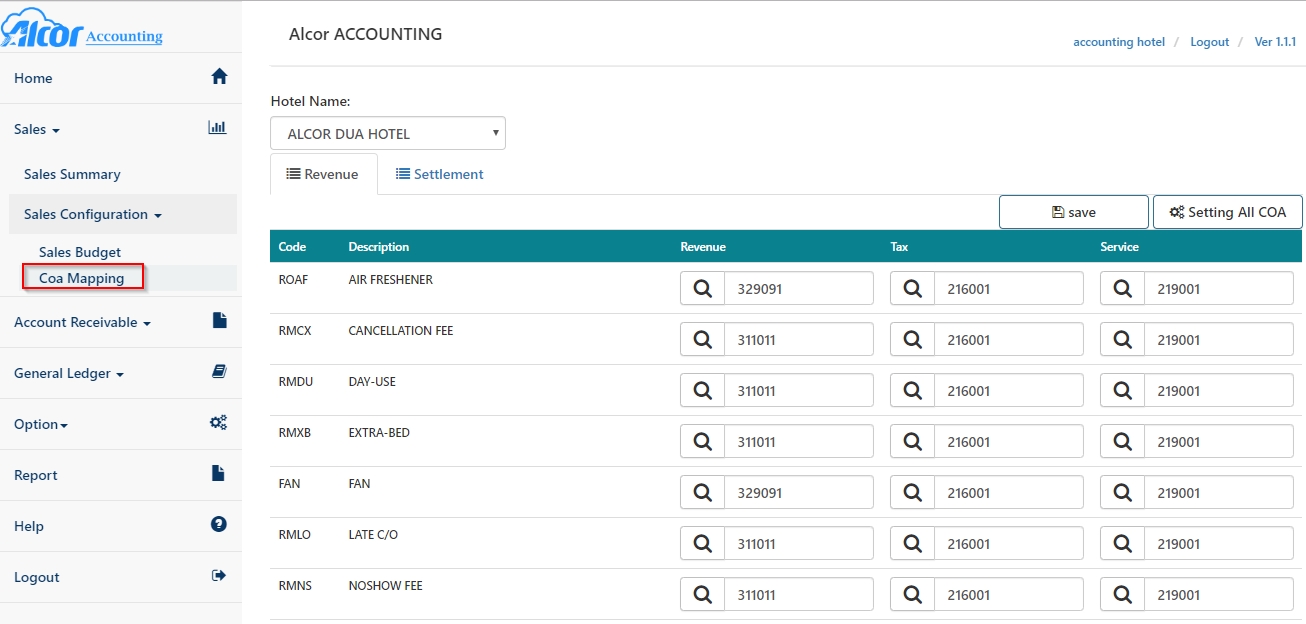 Alcor Accounting
Home
Sales
Sales Summary
Sales Configuration
Sales Budget
Coa Mapping
Account Receivable
General Ledger
Option
Report
Help
Logout
Alcor ACCOUNTING
accounting hotel / Logout / Ver 1.1.1
Hotel Name:
ALCOR DUA HOTEL
Revenue Settlement
save Setting All COA
Code Description Revenue Tax Service
ROAF AIR FRESHENER 329091 216001 219001
RMCX CANCELLATION FEE 311011 216001 219001
RMDU DAY-USE 311011 216001 219001
RMXB EXTRA-BED 311011 216001 219001
FAN FAN 329091 216001 219001
RMLO LATE C/O 311011 216001 219001
RMNS NOSHOW FEE 311011 216001 219001